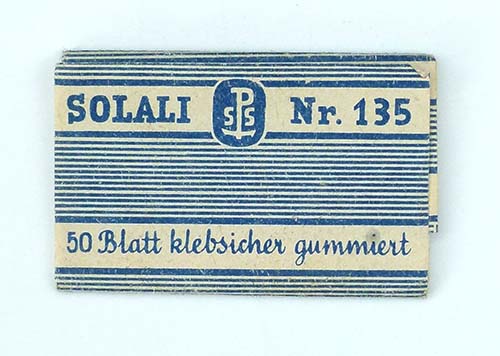 SOLALI PSS Nr. 135
50 Blatt klebsicher gummiert